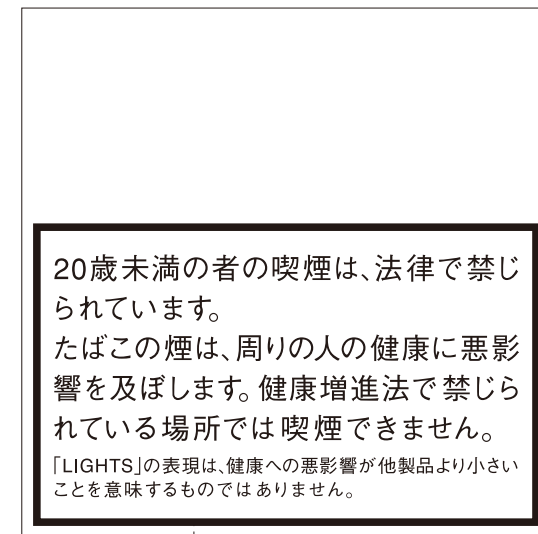 20歳未満の者の喫煙は、法律で禁じ
られています。
たばこの煙は、周りの人の健康に悪影
響を及ぼします。健康増進法で禁じら
れている場所では喫煙できません。
「LIGHTS」の表現は、健康への悪影響が他製品より小さい
ことを意味するものではありません。